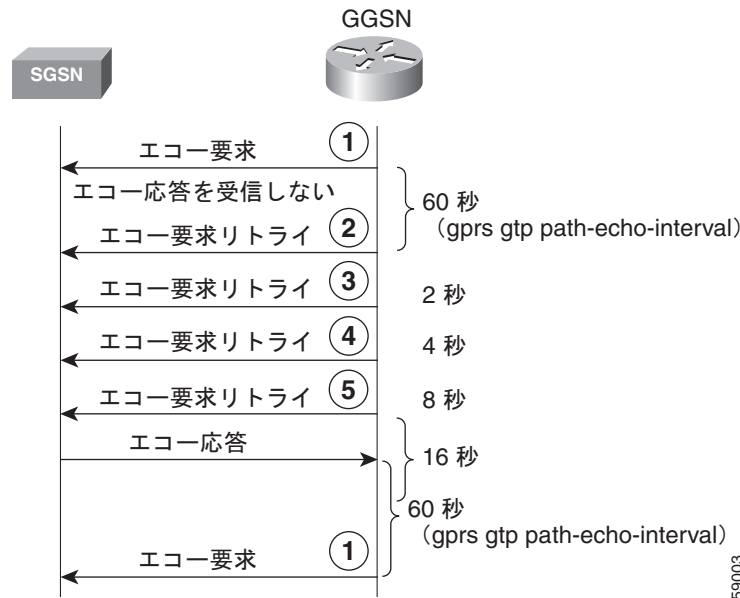 GGSN
SGSN
エコー要求 1
エコー応答を受信しない
60 秒
（gprs gtp path-echo-interval）
エコー要求リトライ 2
エコー要求リトライ 3
2 秒
エコー要求リトライ 4
4 秒
エコー要求リトライ 5
8 秒
エコー応答
16 秒
60 秒
（gprs gtp path-echo-interval）
エコー要求 1